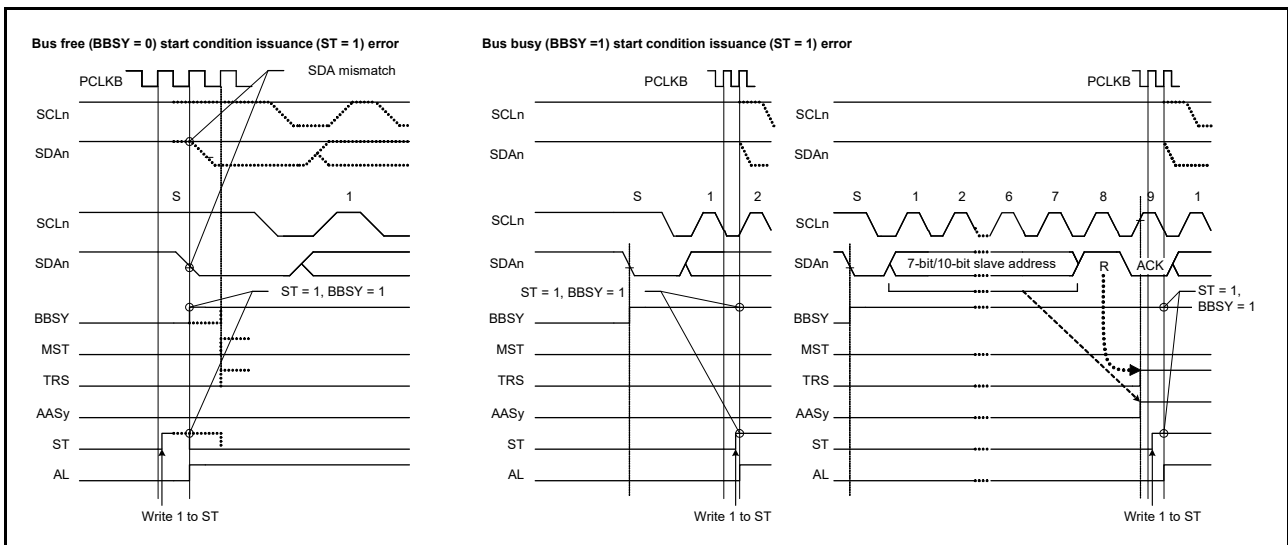 Bus free (BBSY = 0) start condition issuance (ST = 1) error
PCLKB
SDA mismatch
SCLn
SDAn
S 1
SCLn
SDAn
ST = 1, BBSY = 1
BBSY
MST
TRS
AASy
ST
AL
Write 1 to ST
Bus busy (BBSY =1) start condition issuance (ST = 1) error
PCLKB
SCLn
SDAn
S 1 2
SCLn
SDAn
ST = 1, BBSY = 1
BBSY
MST
TRS
AASy
ST
AL
Write 1 to ST
PCLKB
SCLn
SDAn
S 1 2 6 7 8 9 1
SCLn
SDAn
7-bit/10-bit slave address R ACK
ST = 1,
BBSY = 1
BBSY
MST
TRS
AASy
ST
AL
Write 1 to ST